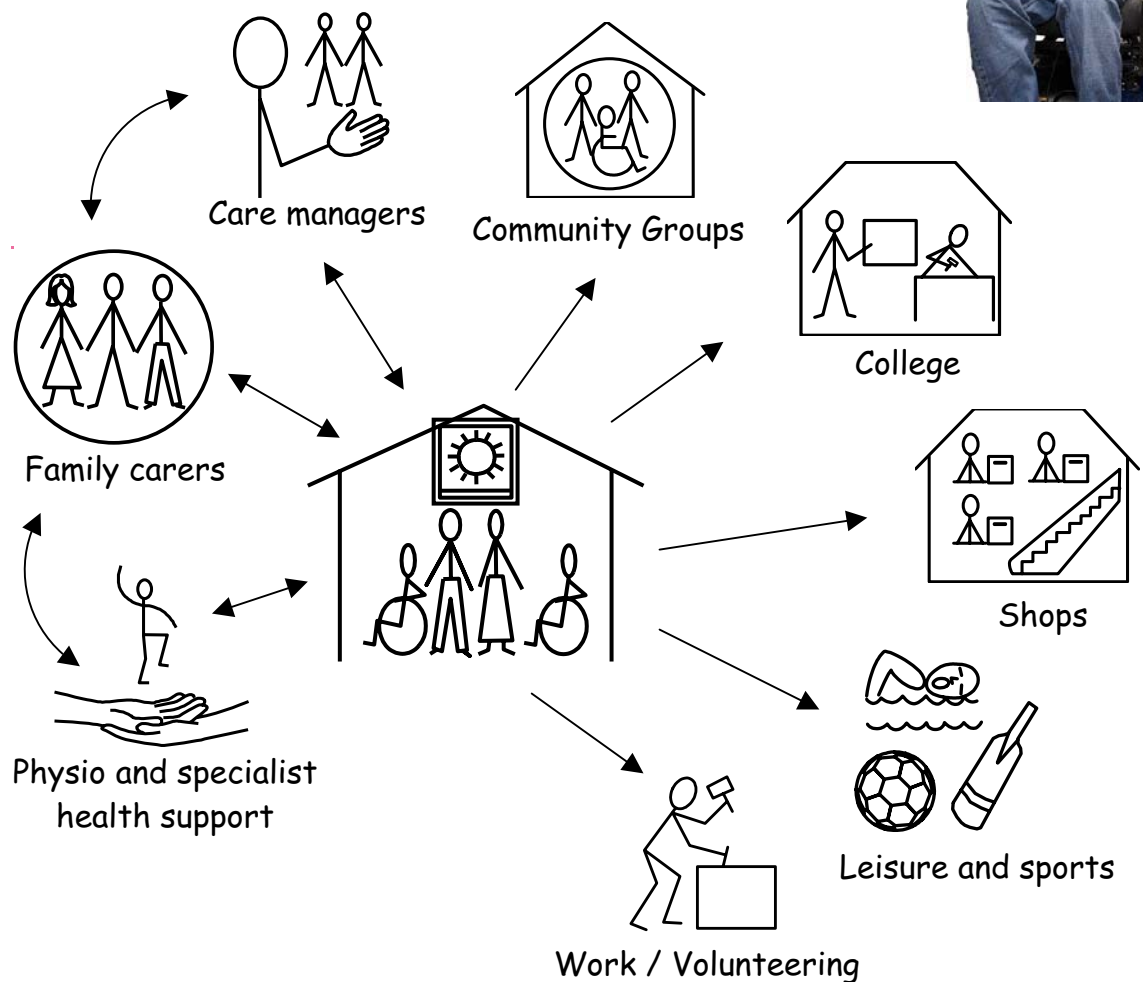 Care managers
Community Groups
College
Family carers
Shops
Physio and specialist
health support
Leisure and sports
Work / Volunteering